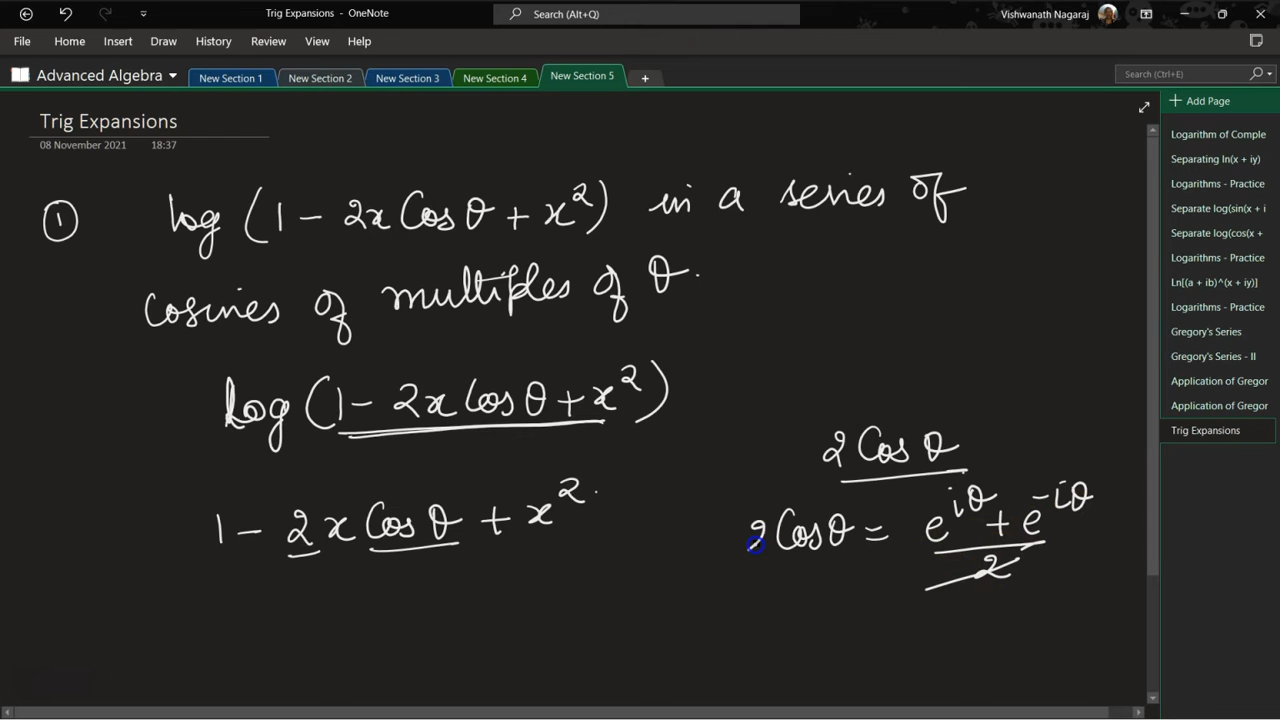 Trig Expansions - OneNote
Search (Alt+Q)
Vishwanath Nagaraj
File Home Insert Draw History Review View Help
Advanced Algebra
New Section 1 New Section 2 New Section 3 New Section 4 New Section 5 +
Search (Ctrl+E)
Trig Expansions
08 November 2021 18:37
① log (1 - 2x Cos θ + x²) in a series of
cosines of multiples of θ.
log (1 - 2x Cos θ + x²)
1 - 2x Cos θ + x².
2 Cos θ
2 Cos θ = e^{iθ} + e^{-iθ}
2
+ Add Page
Logarithm of Comple
Separating ln(x + iy)
Logarithms - Practice
Separate log(sin(x + i
Separate log(cos(x +
Logarithms - Practice
Ln[(a + ib)^(x + iy)]
Logarithms - Practice
Gregory's Series
Gregory's Series - II
Application of Gregor
Application of Gregor
Trig Expansions